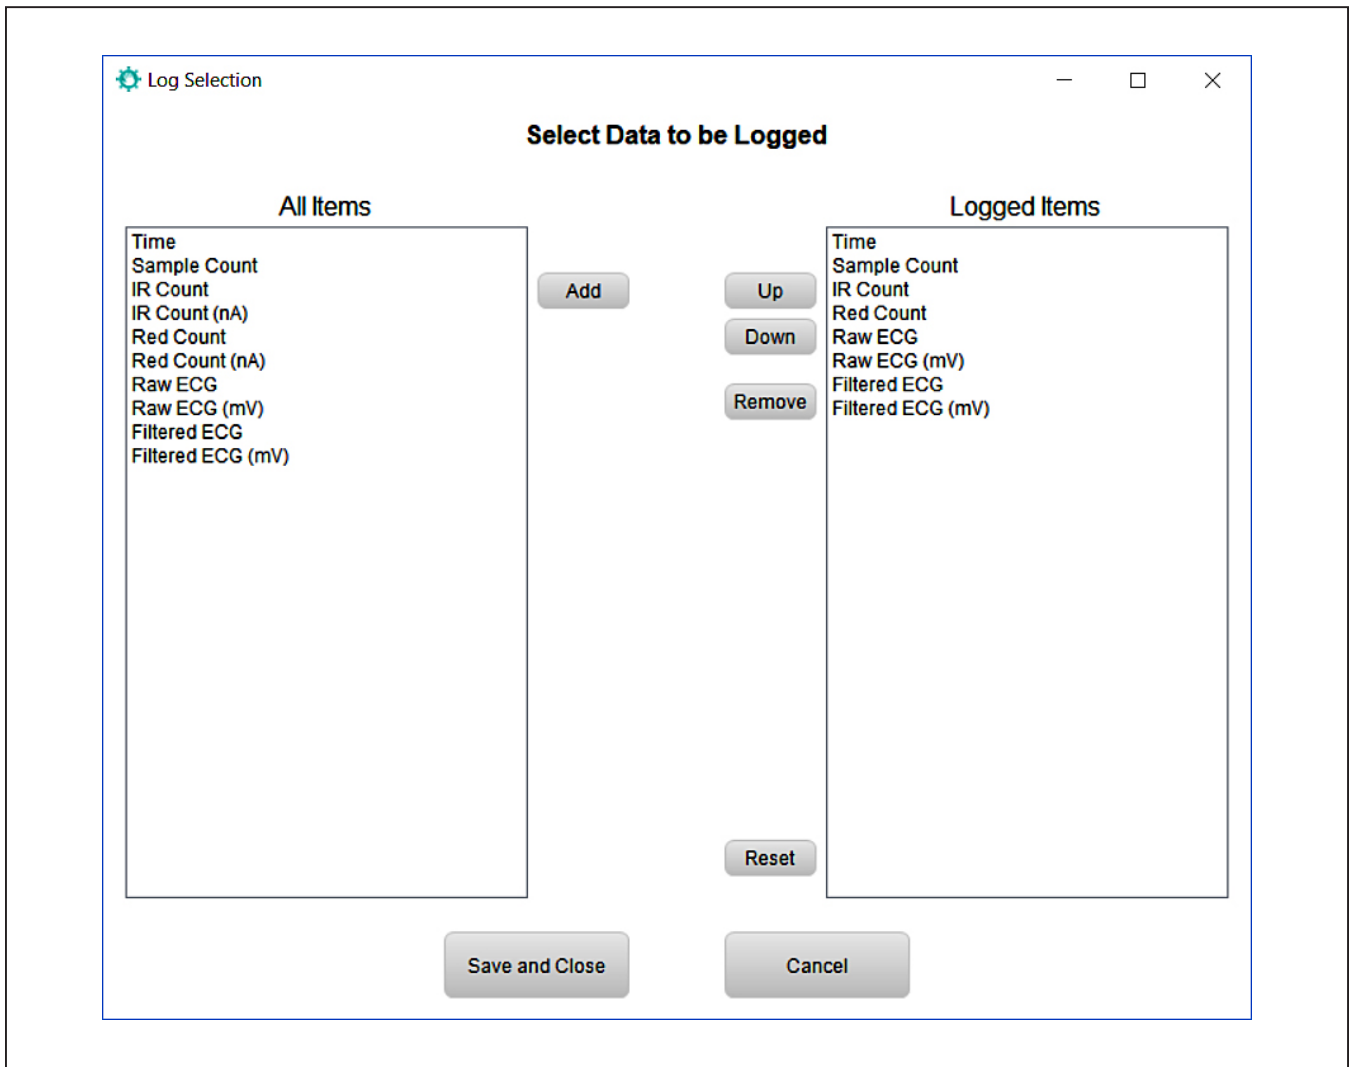 Log Selection
Select Data to be Logged
All Items
Time
Sample Count
IR Count
IR Count (nA)
Red Count
Red Count (nA)
Raw ECG
Raw ECG (mV)
Filtered ECG
Filtered ECG (mV)
Add
Up
Down
Remove
Reset
Logged Items
Time
Sample Count
IR Count
Red Count
Raw ECG
Raw ECG (mV)
Filtered ECG
Filtered ECG (mV)
Save and Close
Cancel